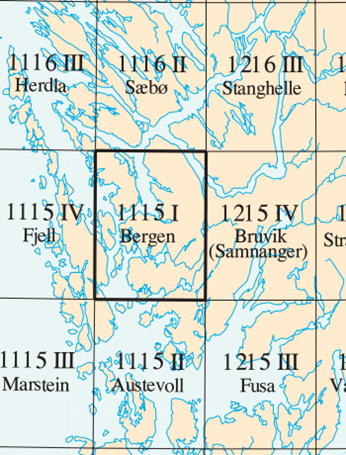 1116 III
Herdla
1116 II
Sæbø
1216 III
Stanghelle
1115 IV
Fjell
1115 I
Bergen
1215 IV
Bruvik
(Samnanger)
1115 III
Marstein
1115 II
Austevoll
1215 III
Fusa